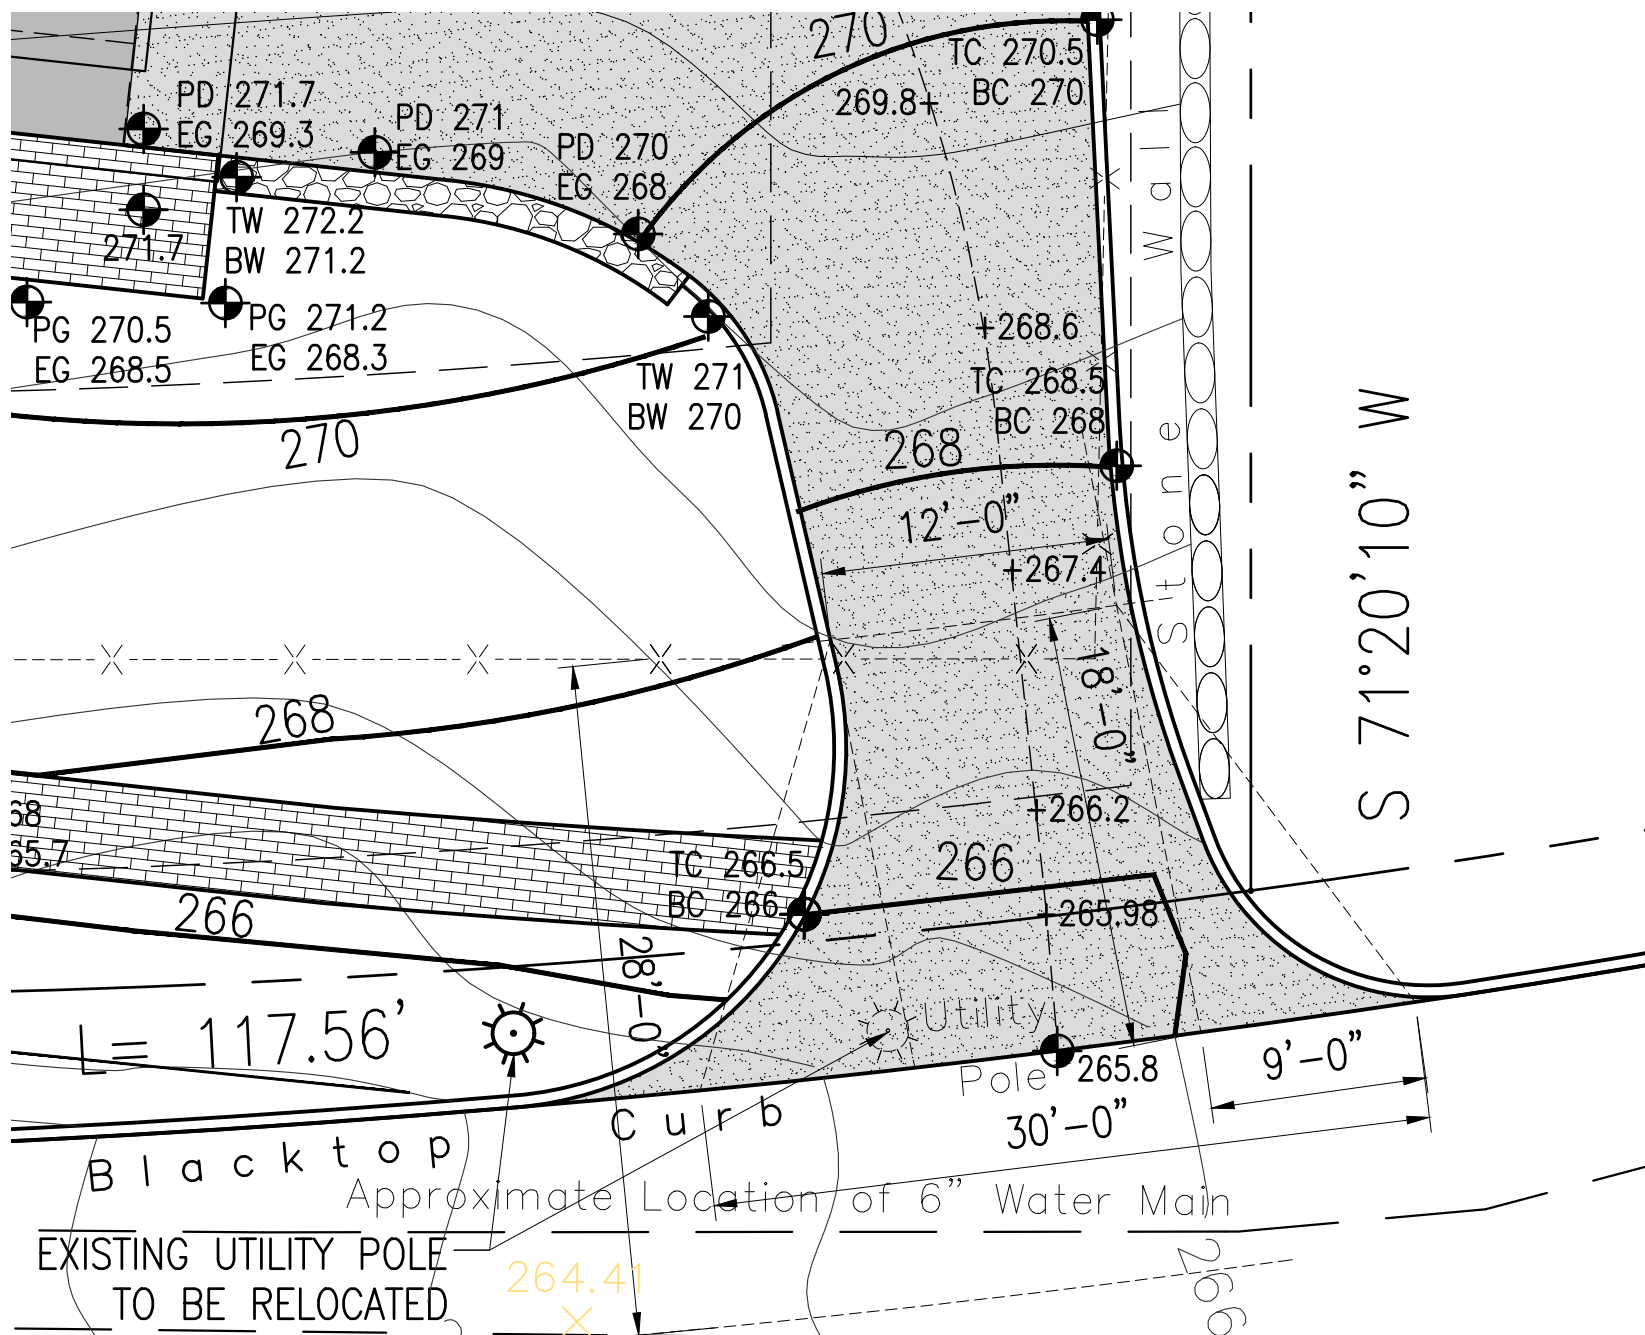 270
TC 270.5
BC 270
269.8+
PD 271.7
EG 269.3
PD 271
EG 269
PD 270
EG 268
TW 272.2
BW 271.2
271.7
PG 270.5
EG 268.5
PG 271.2
EG 268.3
TW 271
BW 270
+268.6
TC 268.5
BC 268
270
268
12'-0"
+267.4
Stone Wall
S 71°20'10" W
18'-0"
268
+266.2
TC 266.5
BC 266
266
+265.98
266
28'-0"
L= 117.56'
Utility
Pole
265.8
9'-0"
30'-0"
Blacktop Curb
Approximate Location of 6" Water Main
EXISTING UTILITY POLE
TO BE RELOCATED
264.41
266